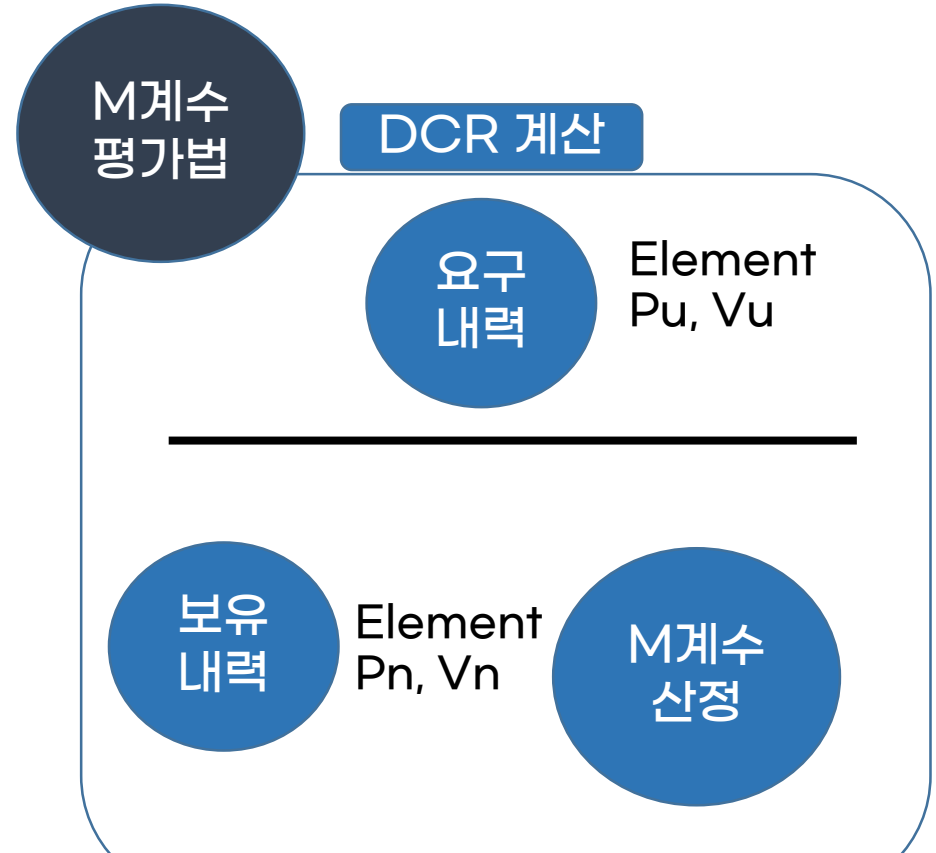 M계수
평가법
DCR 계산
요구
내력
Element
Pu, Vu
보유
내력
Element
Pn, Vn
M계수
산정